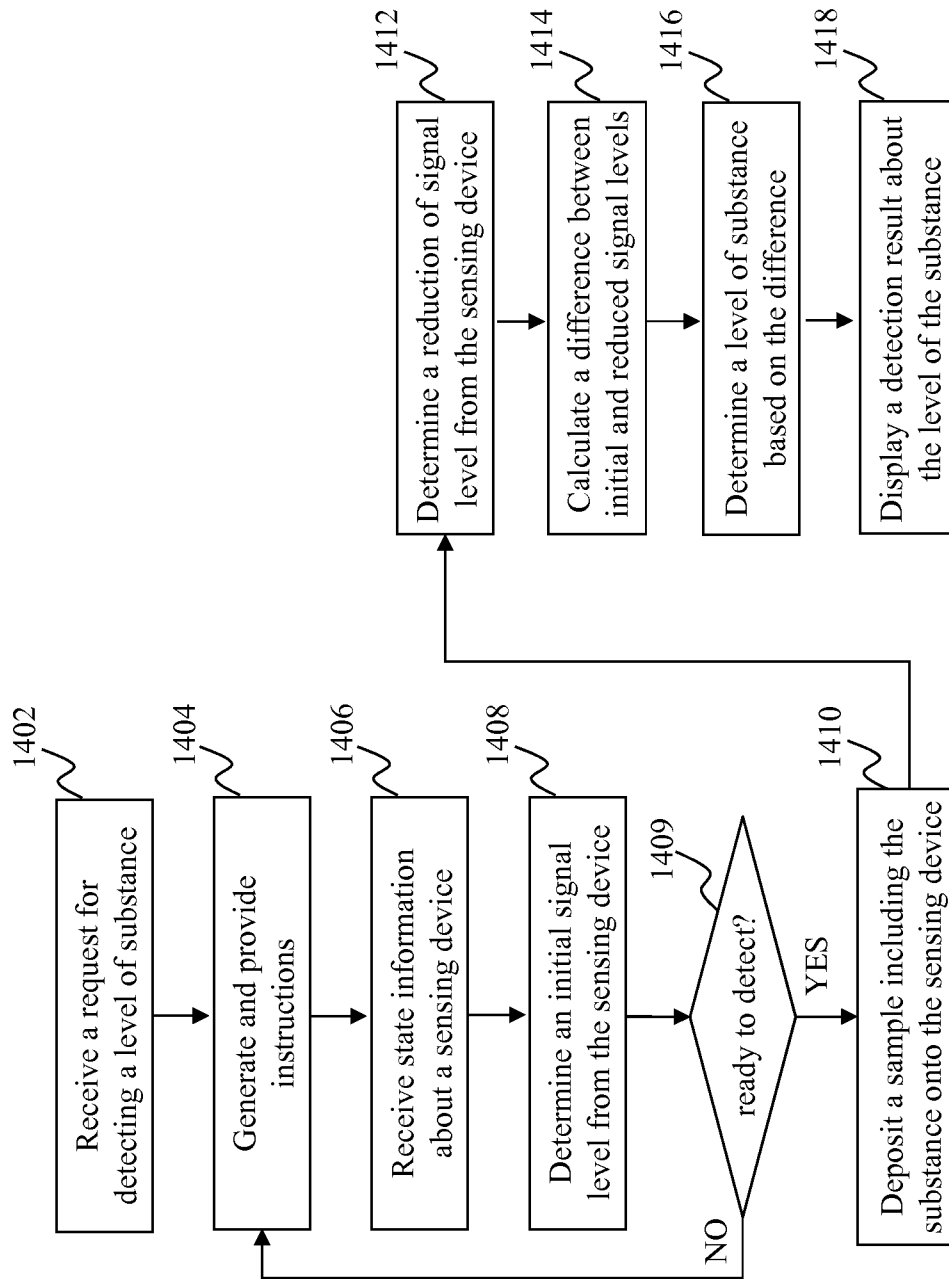 1402
Receive a request for
detecting a level of substance
1404
Generate and provide
instructions
1406
Receive state information
about a sensing device
1408
Determine an initial signal
level from the sensing device
1409
ready to detect?
NO
YES
1410
Deposit a sample including the
substance onto the sensing device
1412
Determine a reduction of signal
level from the sensing device
1414
Calculate a difference between
initial and reduced signal levels
1416
Determine a level of substance
based on the difference
1418
Display a detection result about
the level of the substance